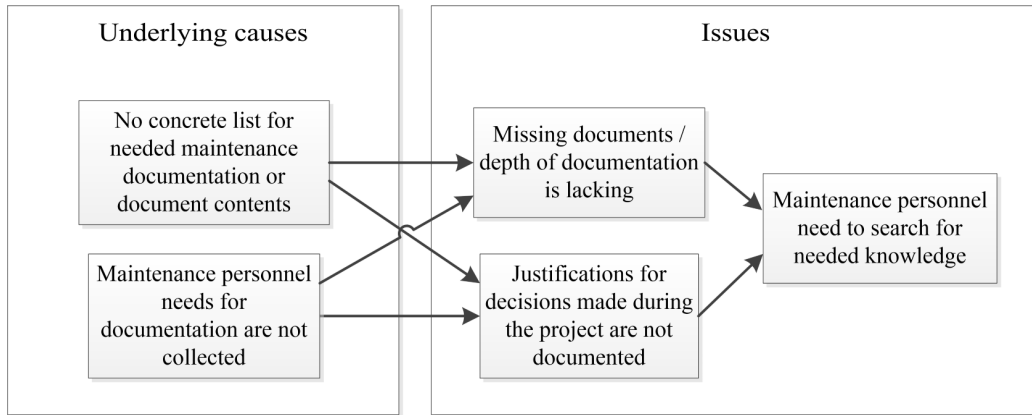 Underlying causes
No concrete list for
needed maintenance
documentation or
document contents
Maintenance personnel
needs for
documentation are not
collected
Issues
Missing documents /
depth of documentation
is lacking
Justifications for
decisions made during
the project are not
documented
Maintenance personnel
need to search for
needed knowledge